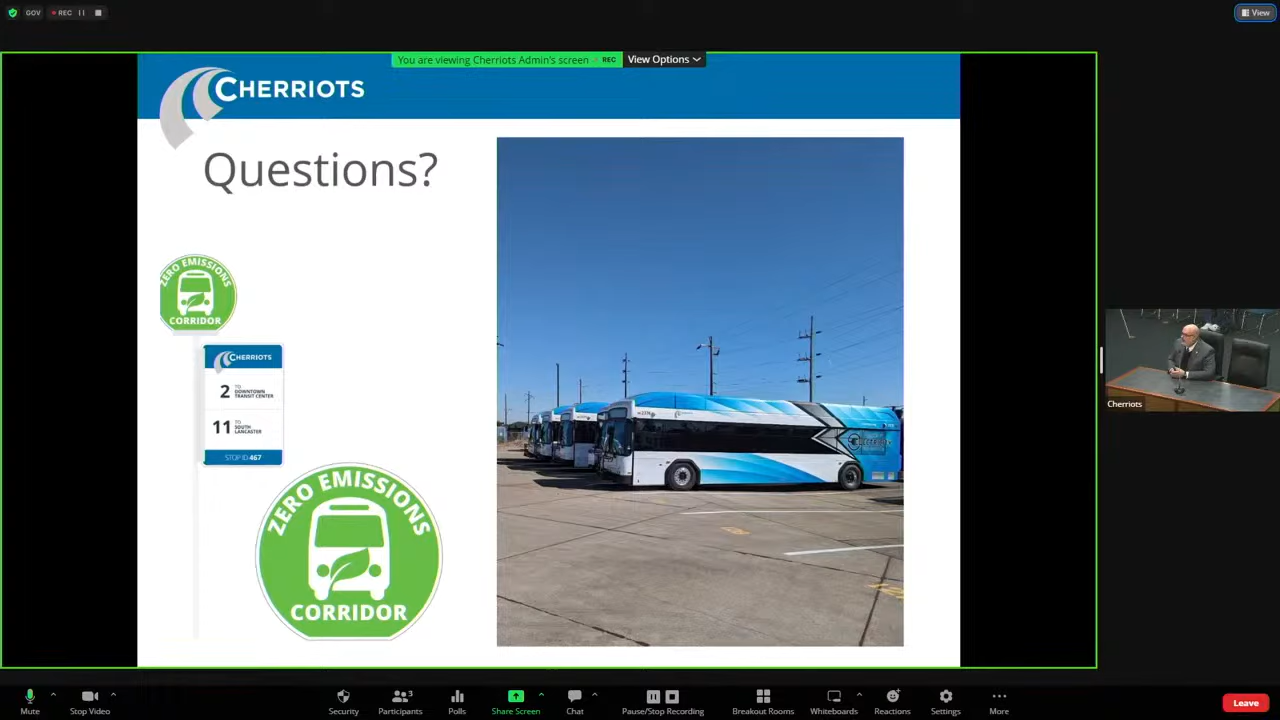 GOV
REC
View
You are viewing Cherriots Admin's screen
REC
View Options
CHERRIOTS
Questions?
ZERO EMISSIONS
CORRIDOR
CHERRIOTS
2 TO DOWNTOWN TRANSIT CENTER
11 TO SOUTH LANCASTER
STOP ID 467
ZERO EMISSIONS
CORRIDOR
Cherriots
Mute
Stop Video
Security
Participants
3
Polls
Share Screen
Chat
Pause/Stop Recording
Breakout Rooms
Whiteboards
Reactions
Settings
More
Leave